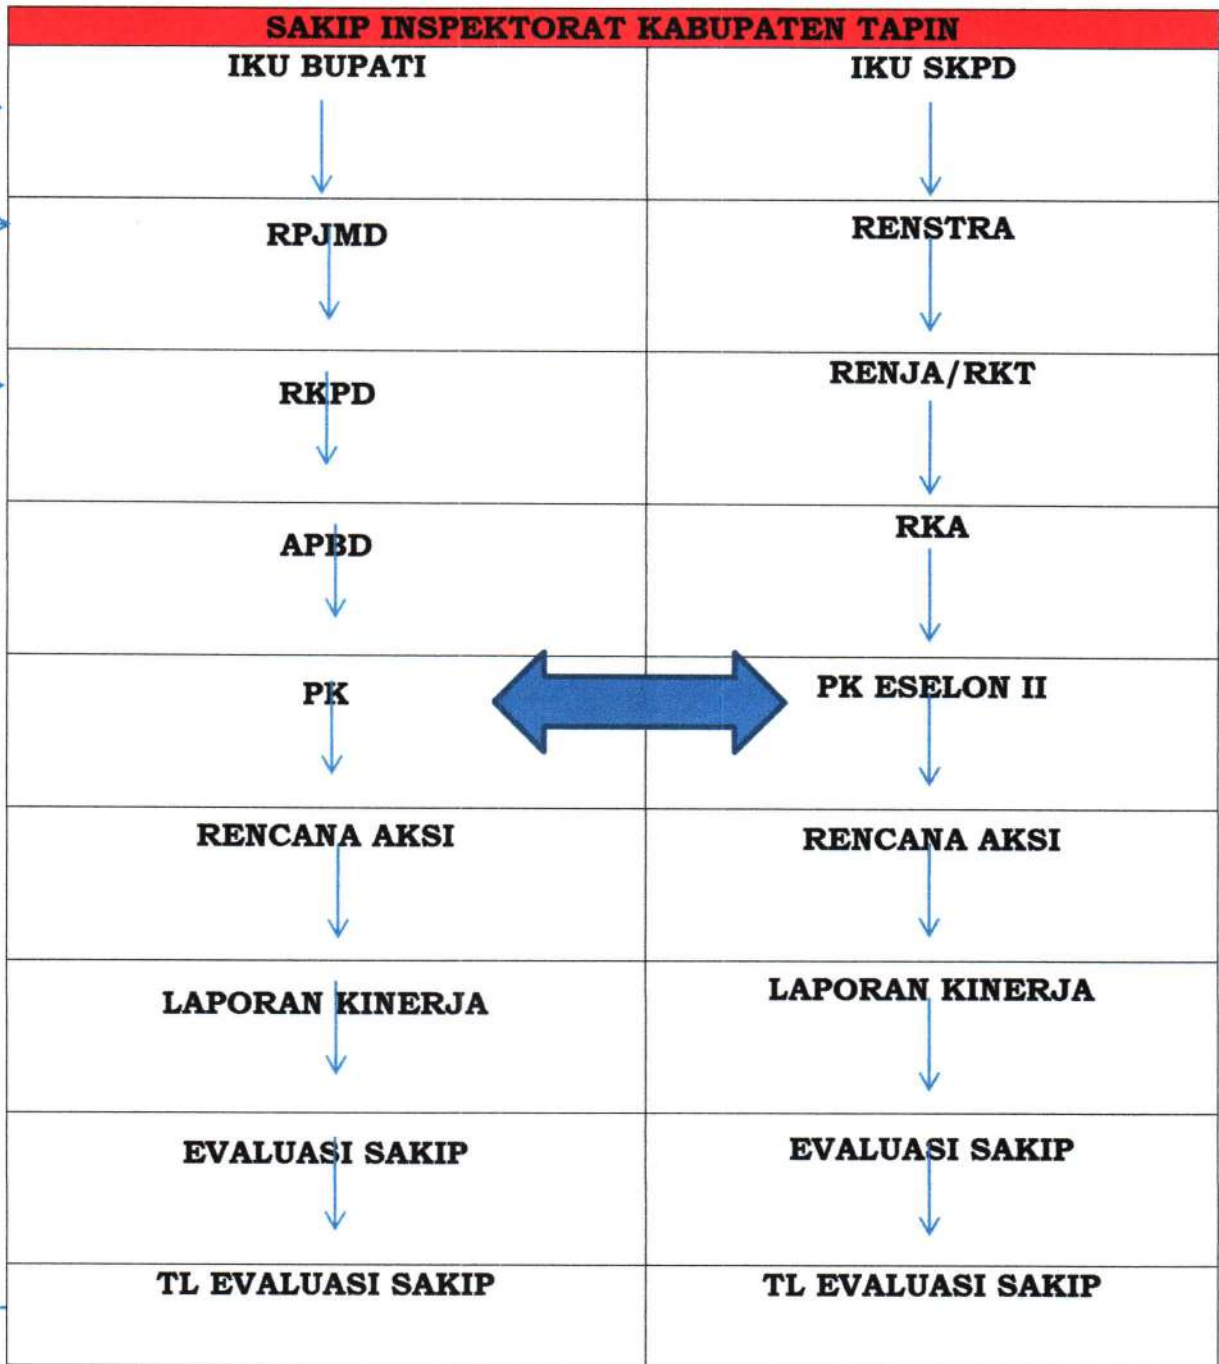 SAKIP INSPEKTORAT KABUPATEN TAPIN
IKU BUPATI
IKU SKPD
RPJMD
RENSTRA
RKPD
RENJA/RKT
APBD
RKA
PK
PK ESELON II
RENCANA AKSI
RENCANA AKSI
LAPORAN KINERJA
LAPORAN KINERJA
EVALUASI SAKIP
EVALUASI SAKIP
TL EVALUASI SAKIP
TL EVALUASI SAKIP